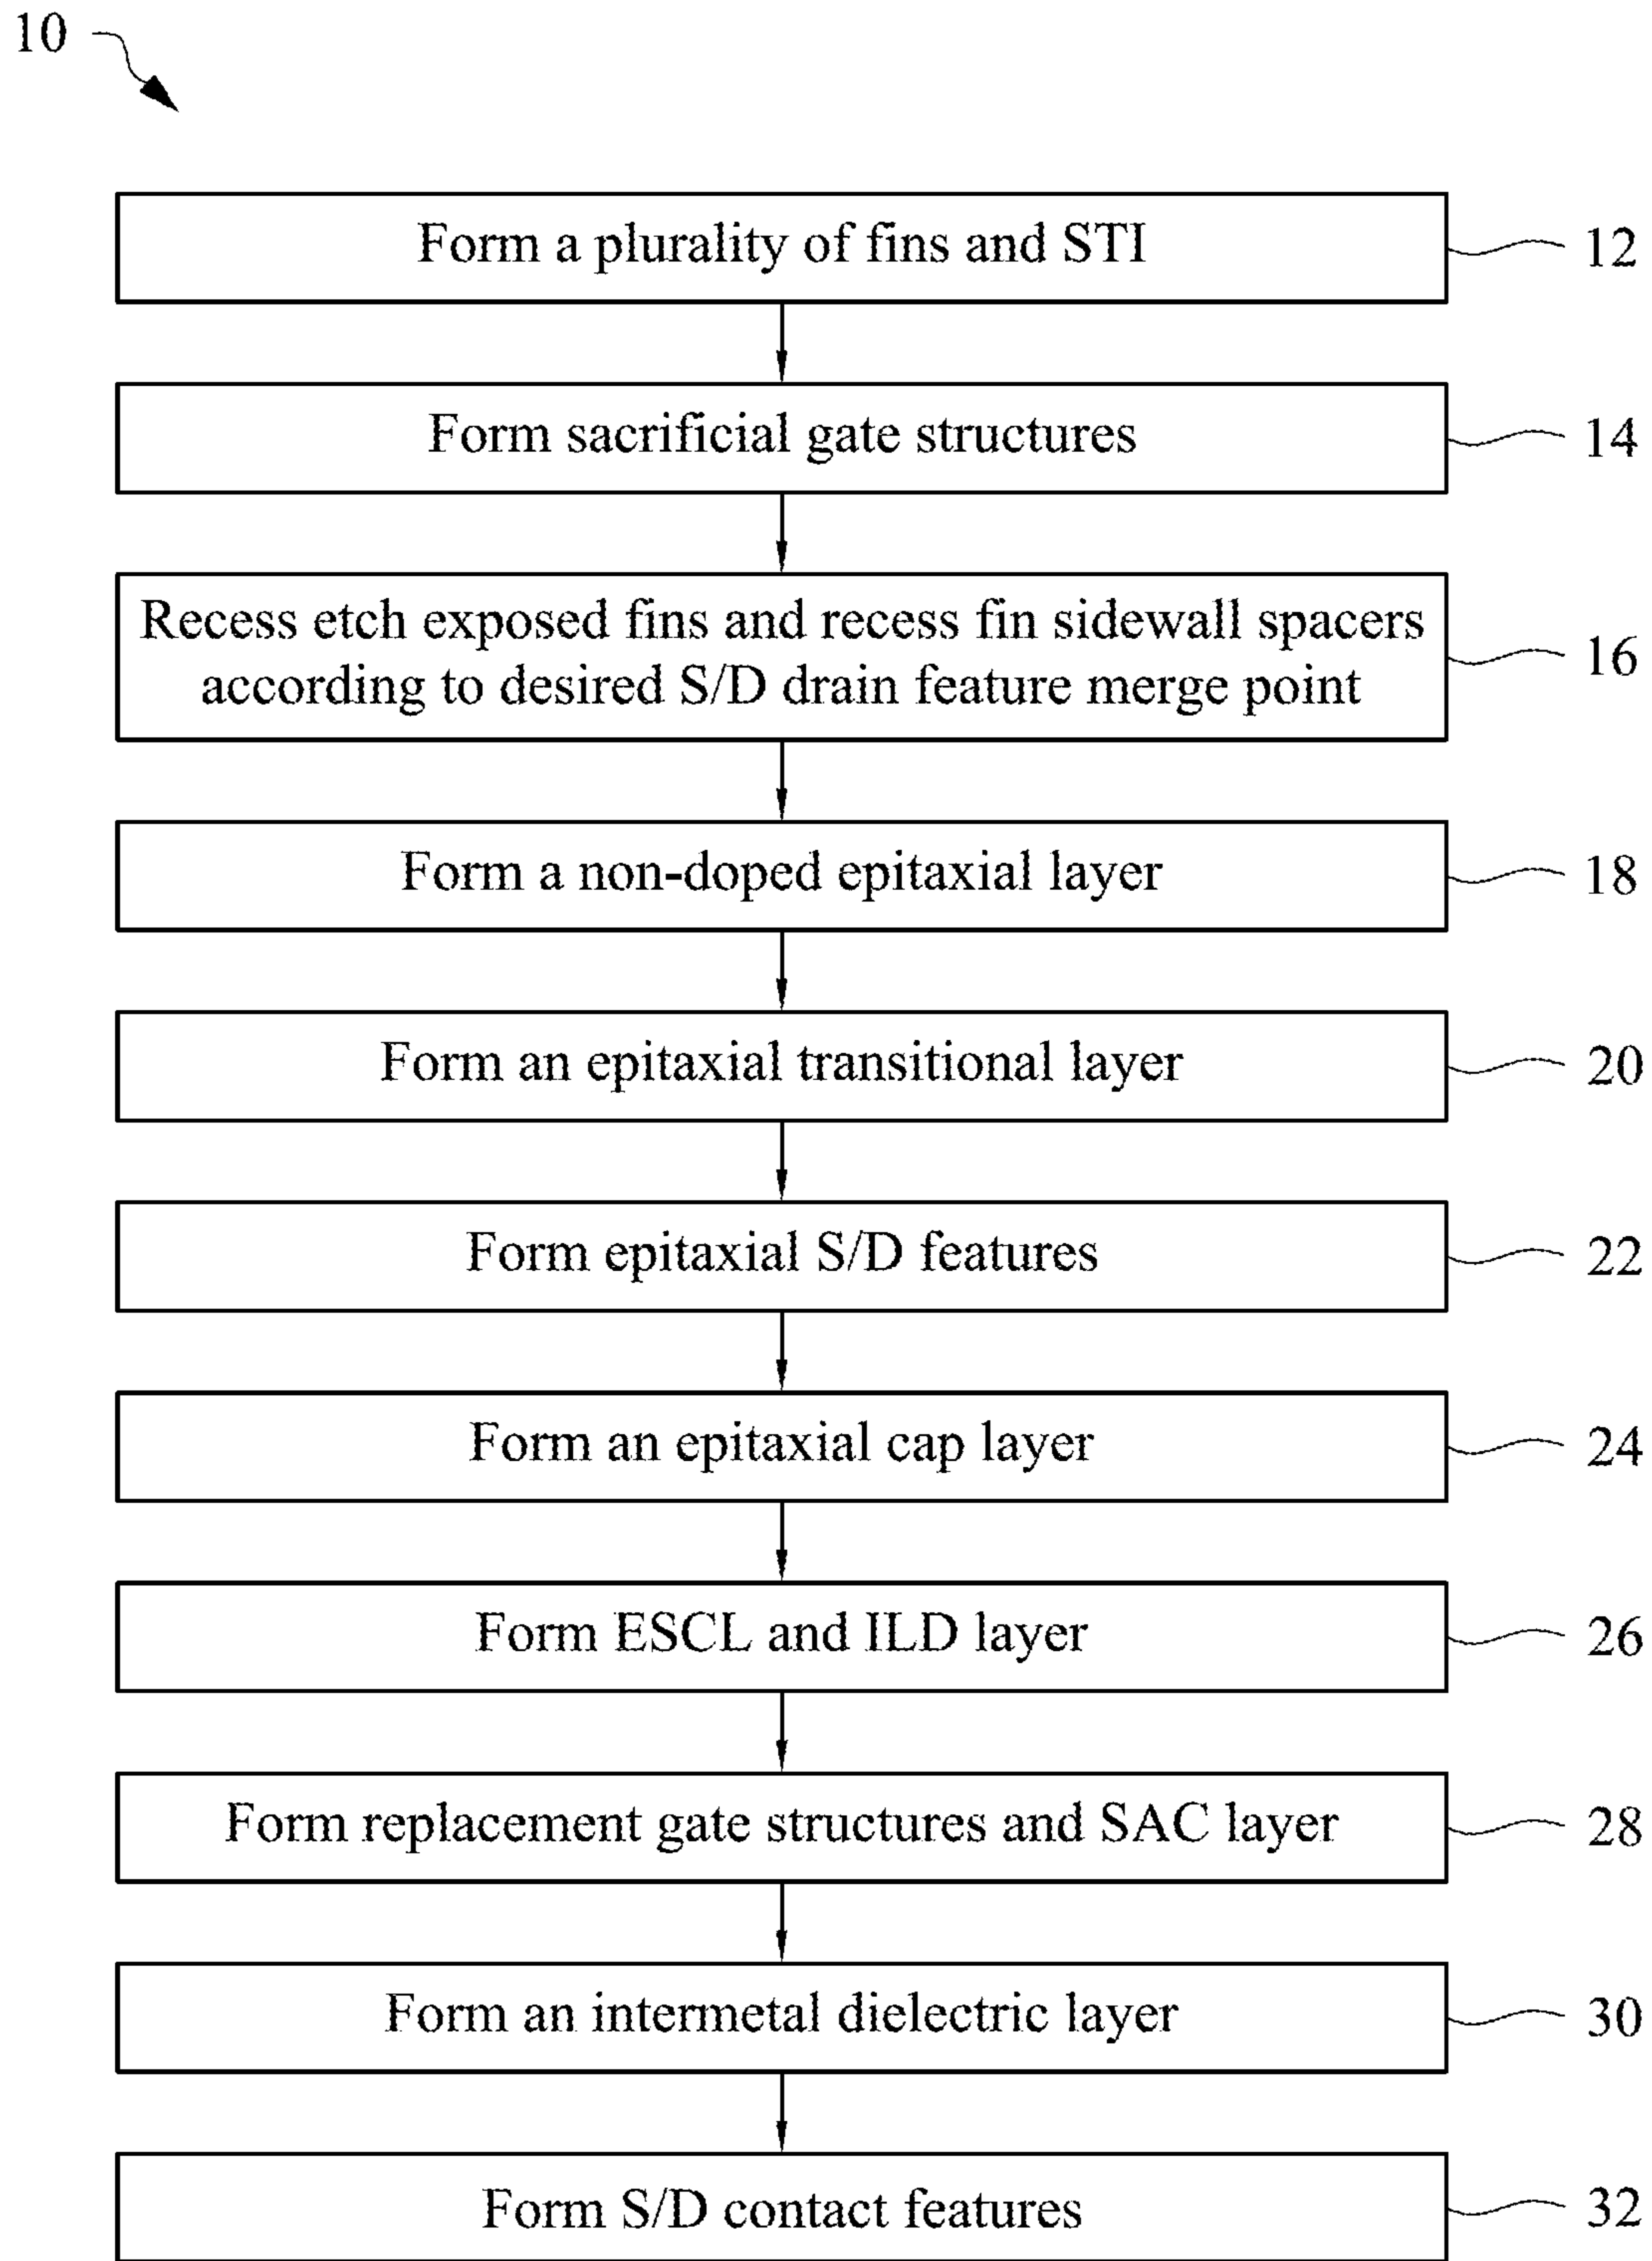 10
Form a plurality of fins and STI
12
Form sacrificial gate structures
14
Recess etch exposed fins and recess fin sidewall spacers
according to desired S/D drain feature merge point
16
Form a non-doped epitaxial layer
18
Form an epitaxial transitional layer
20
Form epitaxial S/D features
22
Form an epitaxial cap layer
24
Form ESCL and ILD layer
26
Form replacement gate structures and SAC layer
28
Form an intermetal dielectric layer
30
Form S/D contact features
32